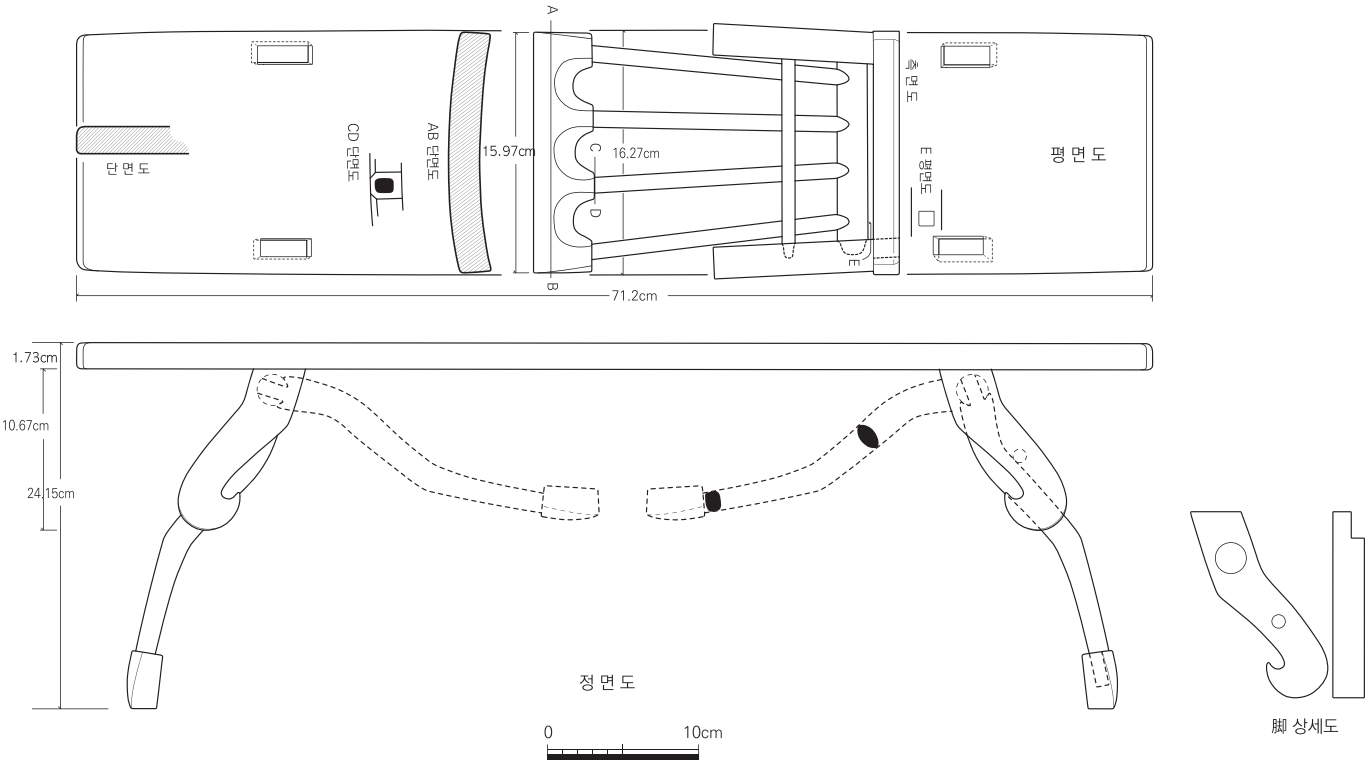 A
측면도
CD 단면도
AB 단면도
15.97cm
C
16.27cm
E 평면도
평 면 도
단 면 도
D
E
B
71.2cm
1.73cm
10.67cm
24.15cm
정 면 도
脚 상세도
0 10cm